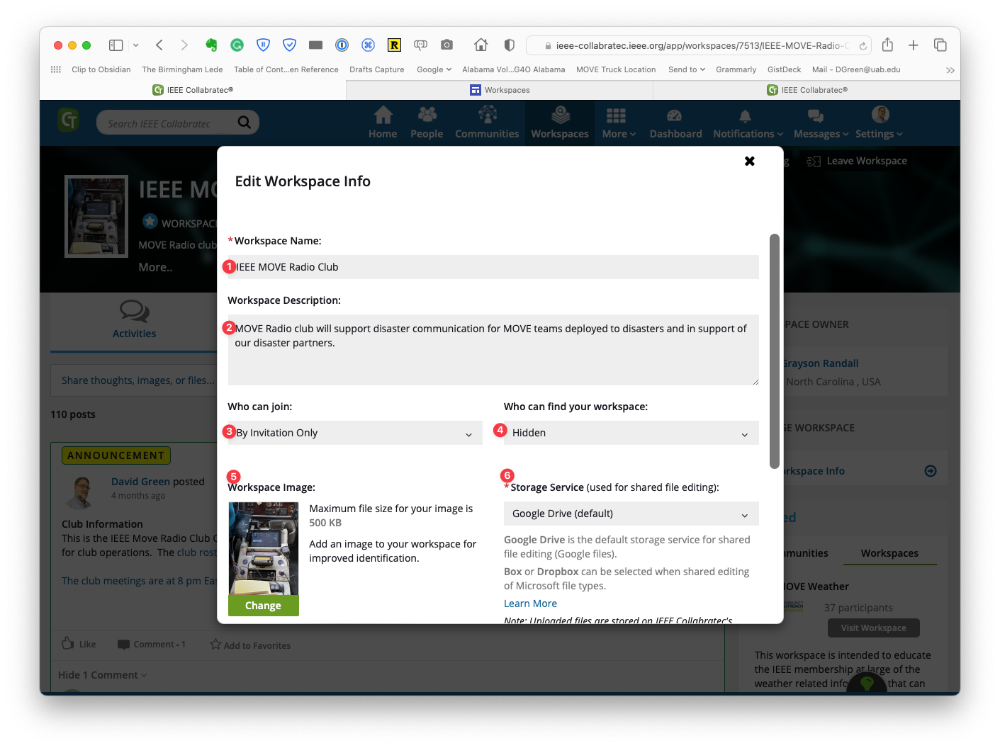 ieee-collabratec.ieee.org/app/workspaces/7513/IEEE-MOVE-Radio-C
Clip to Obsidian The Birmingham Lede Table of Cont...en Reference Drafts Capture Google Alabama Vol...G4O Alabama MOVE Truck Location Send to Grammarly GistDeck Mail - DGreen@uab.edu
IEEE Collabratec® Workspaces IEEE Collabratec®
CT Search IEEE Collabratec Home People Communities Workspaces More Dashboard Notifications Messages Settings
g Leave Workspace
Edit Workspace Info
IEEE MO
WORKSPAC
MOVE Radio club
More..
* Workspace Name:
1 IEEE MOVE Radio Club
Workspace Description:
2 MOVE Radio club will support disaster communication for MOVE teams deployed to disasters and in support of
our disaster partners.
Who can join: Who can find your workspace:
3 By Invitation Only 4 Hidden
5 6
Workspace Image: * Storage Service (used for shared file editing):
Maximum file size for your image is
500 KB
Add an image to your workspace for
improved identification.
Change
Google Drive (default)
Google Drive is the default storage service for shared
file editing (Google files).
Box or Dropbox can be selected when shared editing
of Microsoft file types.
Learn More
Note: Uploaded files are stored on IEEE Collabratec's
Activities
Share thoughts, images, or files...
110 posts
ANNOUNCEMENT
David Green posted
4 months ago
Club Information
This is the IEEE Move Radio Club C
for club operations. The club rost
The club meetings are at 8 pm Eas
Like Comment • 1 Add to Favorites
Hide 1 Comment
PACE OWNER
Grayson Randall
North Carolina , USA
GE WORKSPACE
rkspace Info
ed
mmunities Workspaces
MOVE Weather
37 participants
Visit Workspace
This workspace is intended to educate
the IEEE membership at large of the
weather related info that can